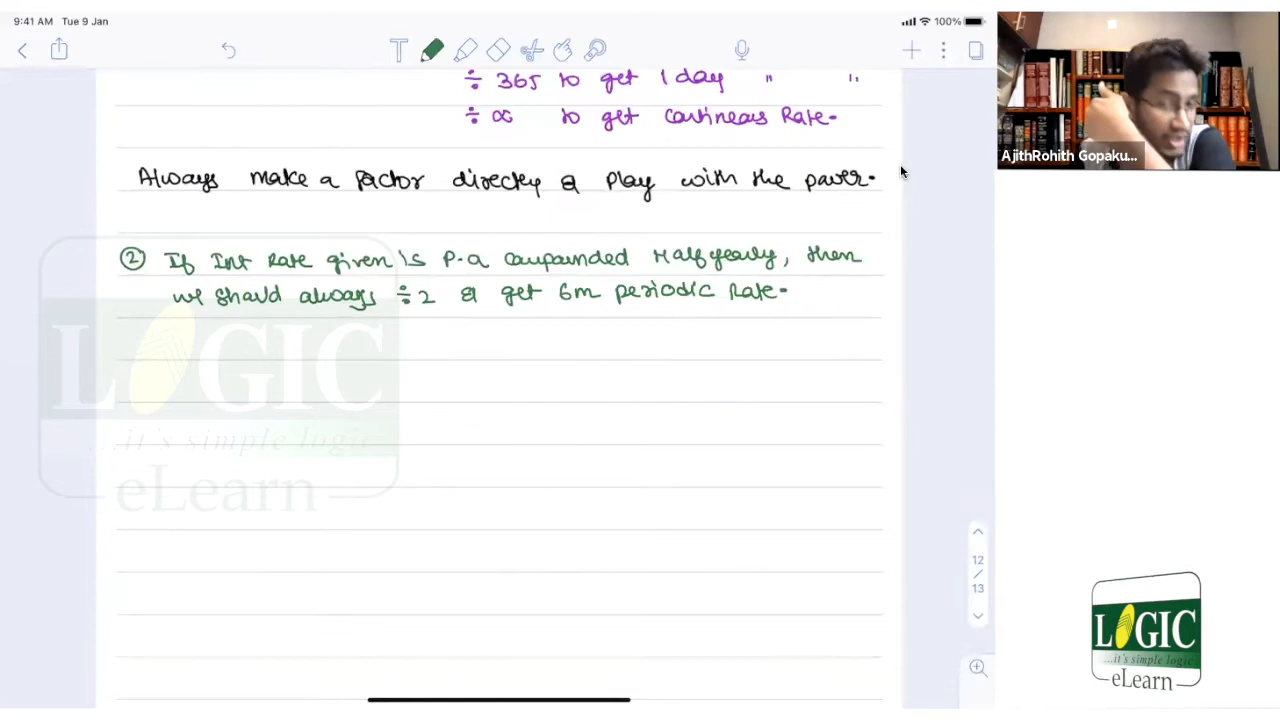 9:41 AM Tue 9 Jan
100%
÷ 365 to get 1 day " "
÷ ∞ to get Continous Rate.
Always make a factor directly & Play with the power.
② If Int Rate given is P.a Compounded Halfyearly, then
we should always ÷2 & get 6m periodic Rate.
LOGIC
...it's simple logic
eLearn
12
/
13
AjithRohith Gopaku...
LOGIC
...it's simple logic
eLearn